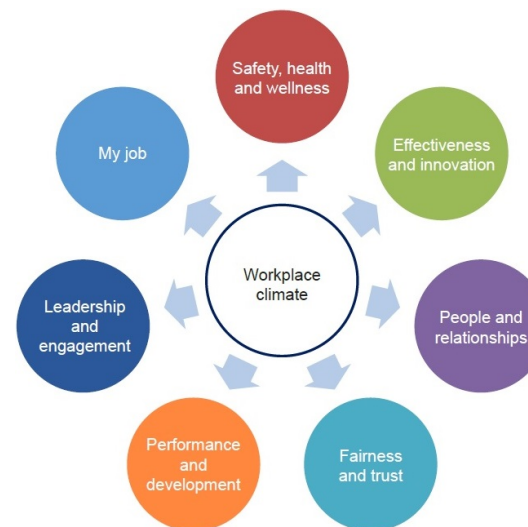 Safety, health
and wellness
Effectiveness
and innovation
People and
relationships
Fairness
and trust
Performance
and
development
Leadership
and
engagement
My job
Workplace
climate